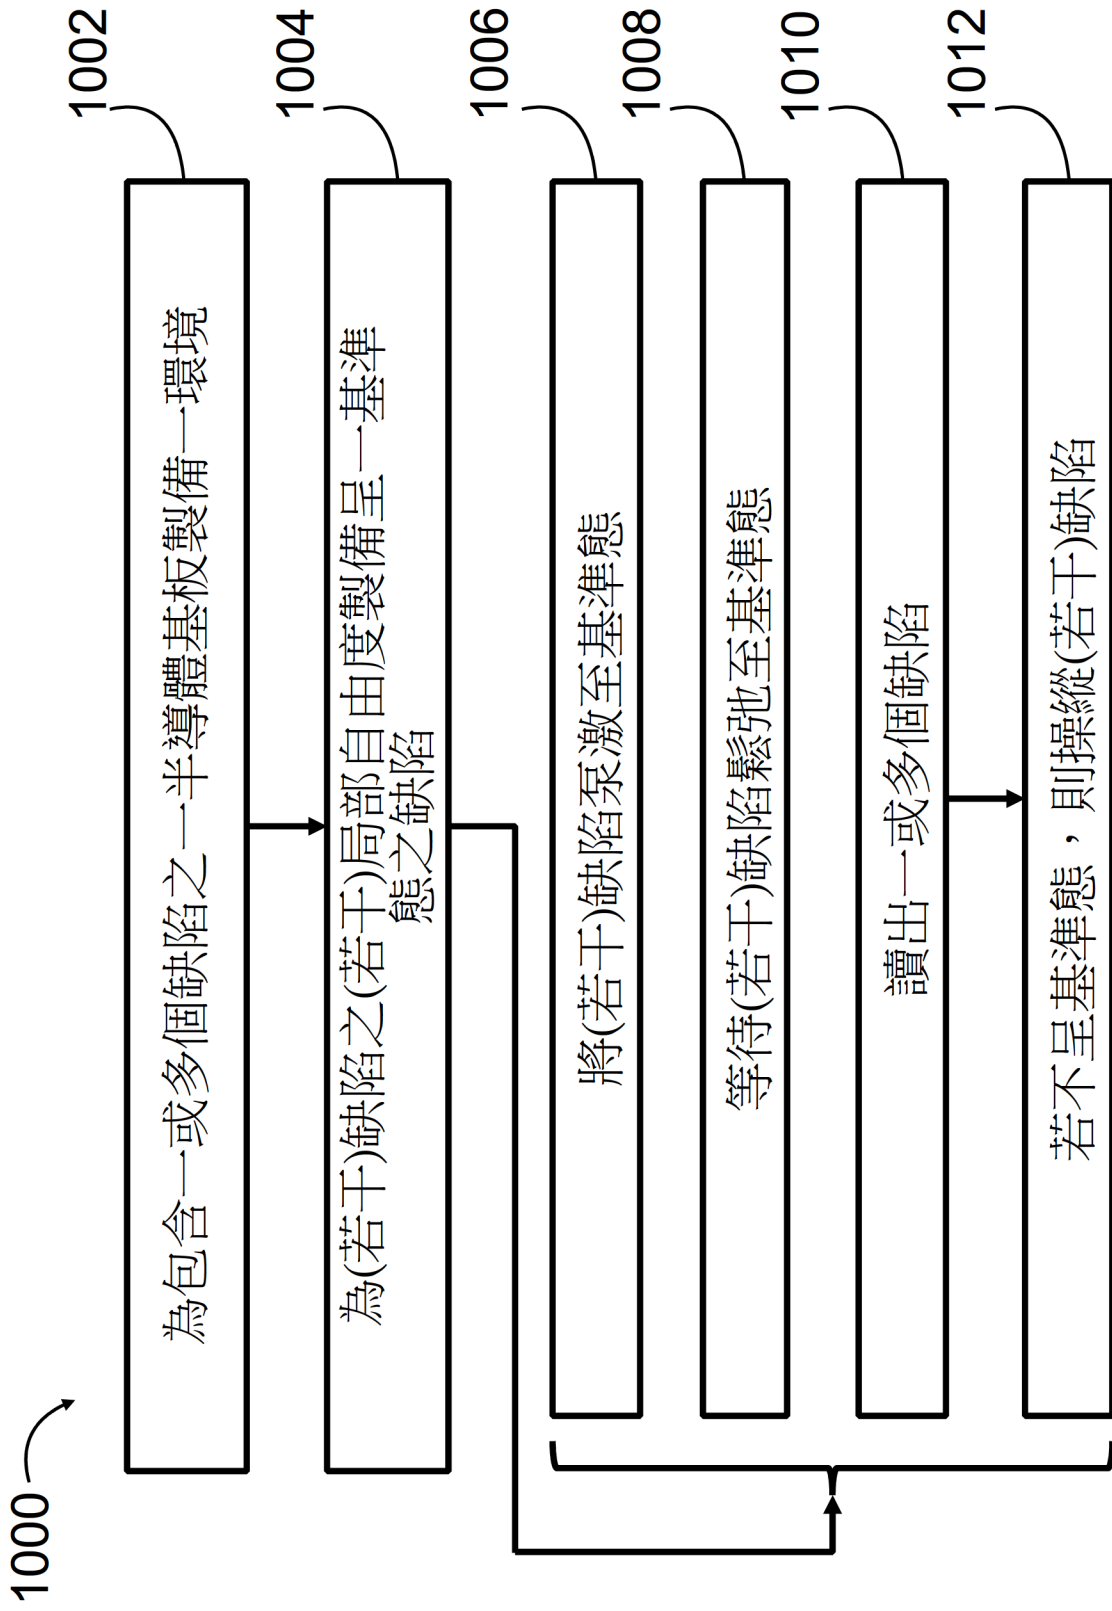 1000
為包含一或多個缺陷之一半導體基板製備一環境
1002
為(若干)缺陷之(若干)局部自由度製備呈一基準
態之缺陷
1004
將(若干)缺陷泵激至基準態
1006
等待(若干)缺陷鬆弛至基準態
1008
讀出一或多個缺陷
1010
若不呈基準態，則操縱(若干)缺陷
1012